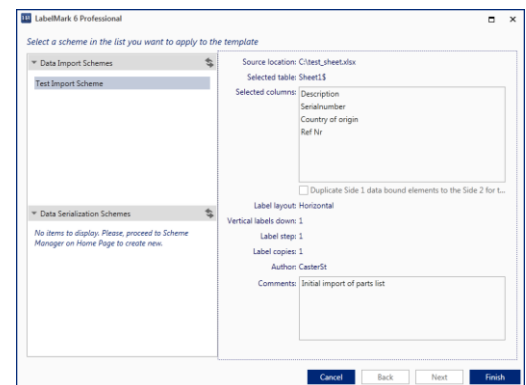 LabelMark 6 Professional
Select a scheme in the list you want to apply to the template
Data Import Schemes
Test Import Scheme
Data Serialization Schemes
No items to display. Please, proceed to Scheme
Manager on Home Page to create new.
Source location: C:\test_sheet.xlsx
Selected table: Sheet1$
Selected columns: Description
Serialnumber
Country of origin
Ref Nr
Duplicate Side 1 data bound elements to the Side 2 for t...
Label layout: Horizontal
Vertical labels down: 1
Label step: 1
Label copies: 1
Author: CasterSt
Comments: Initial import of parts list
Cancel Back Next Finish